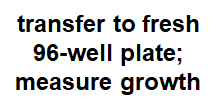 transfer to fresh
96-well plate;
measure growth